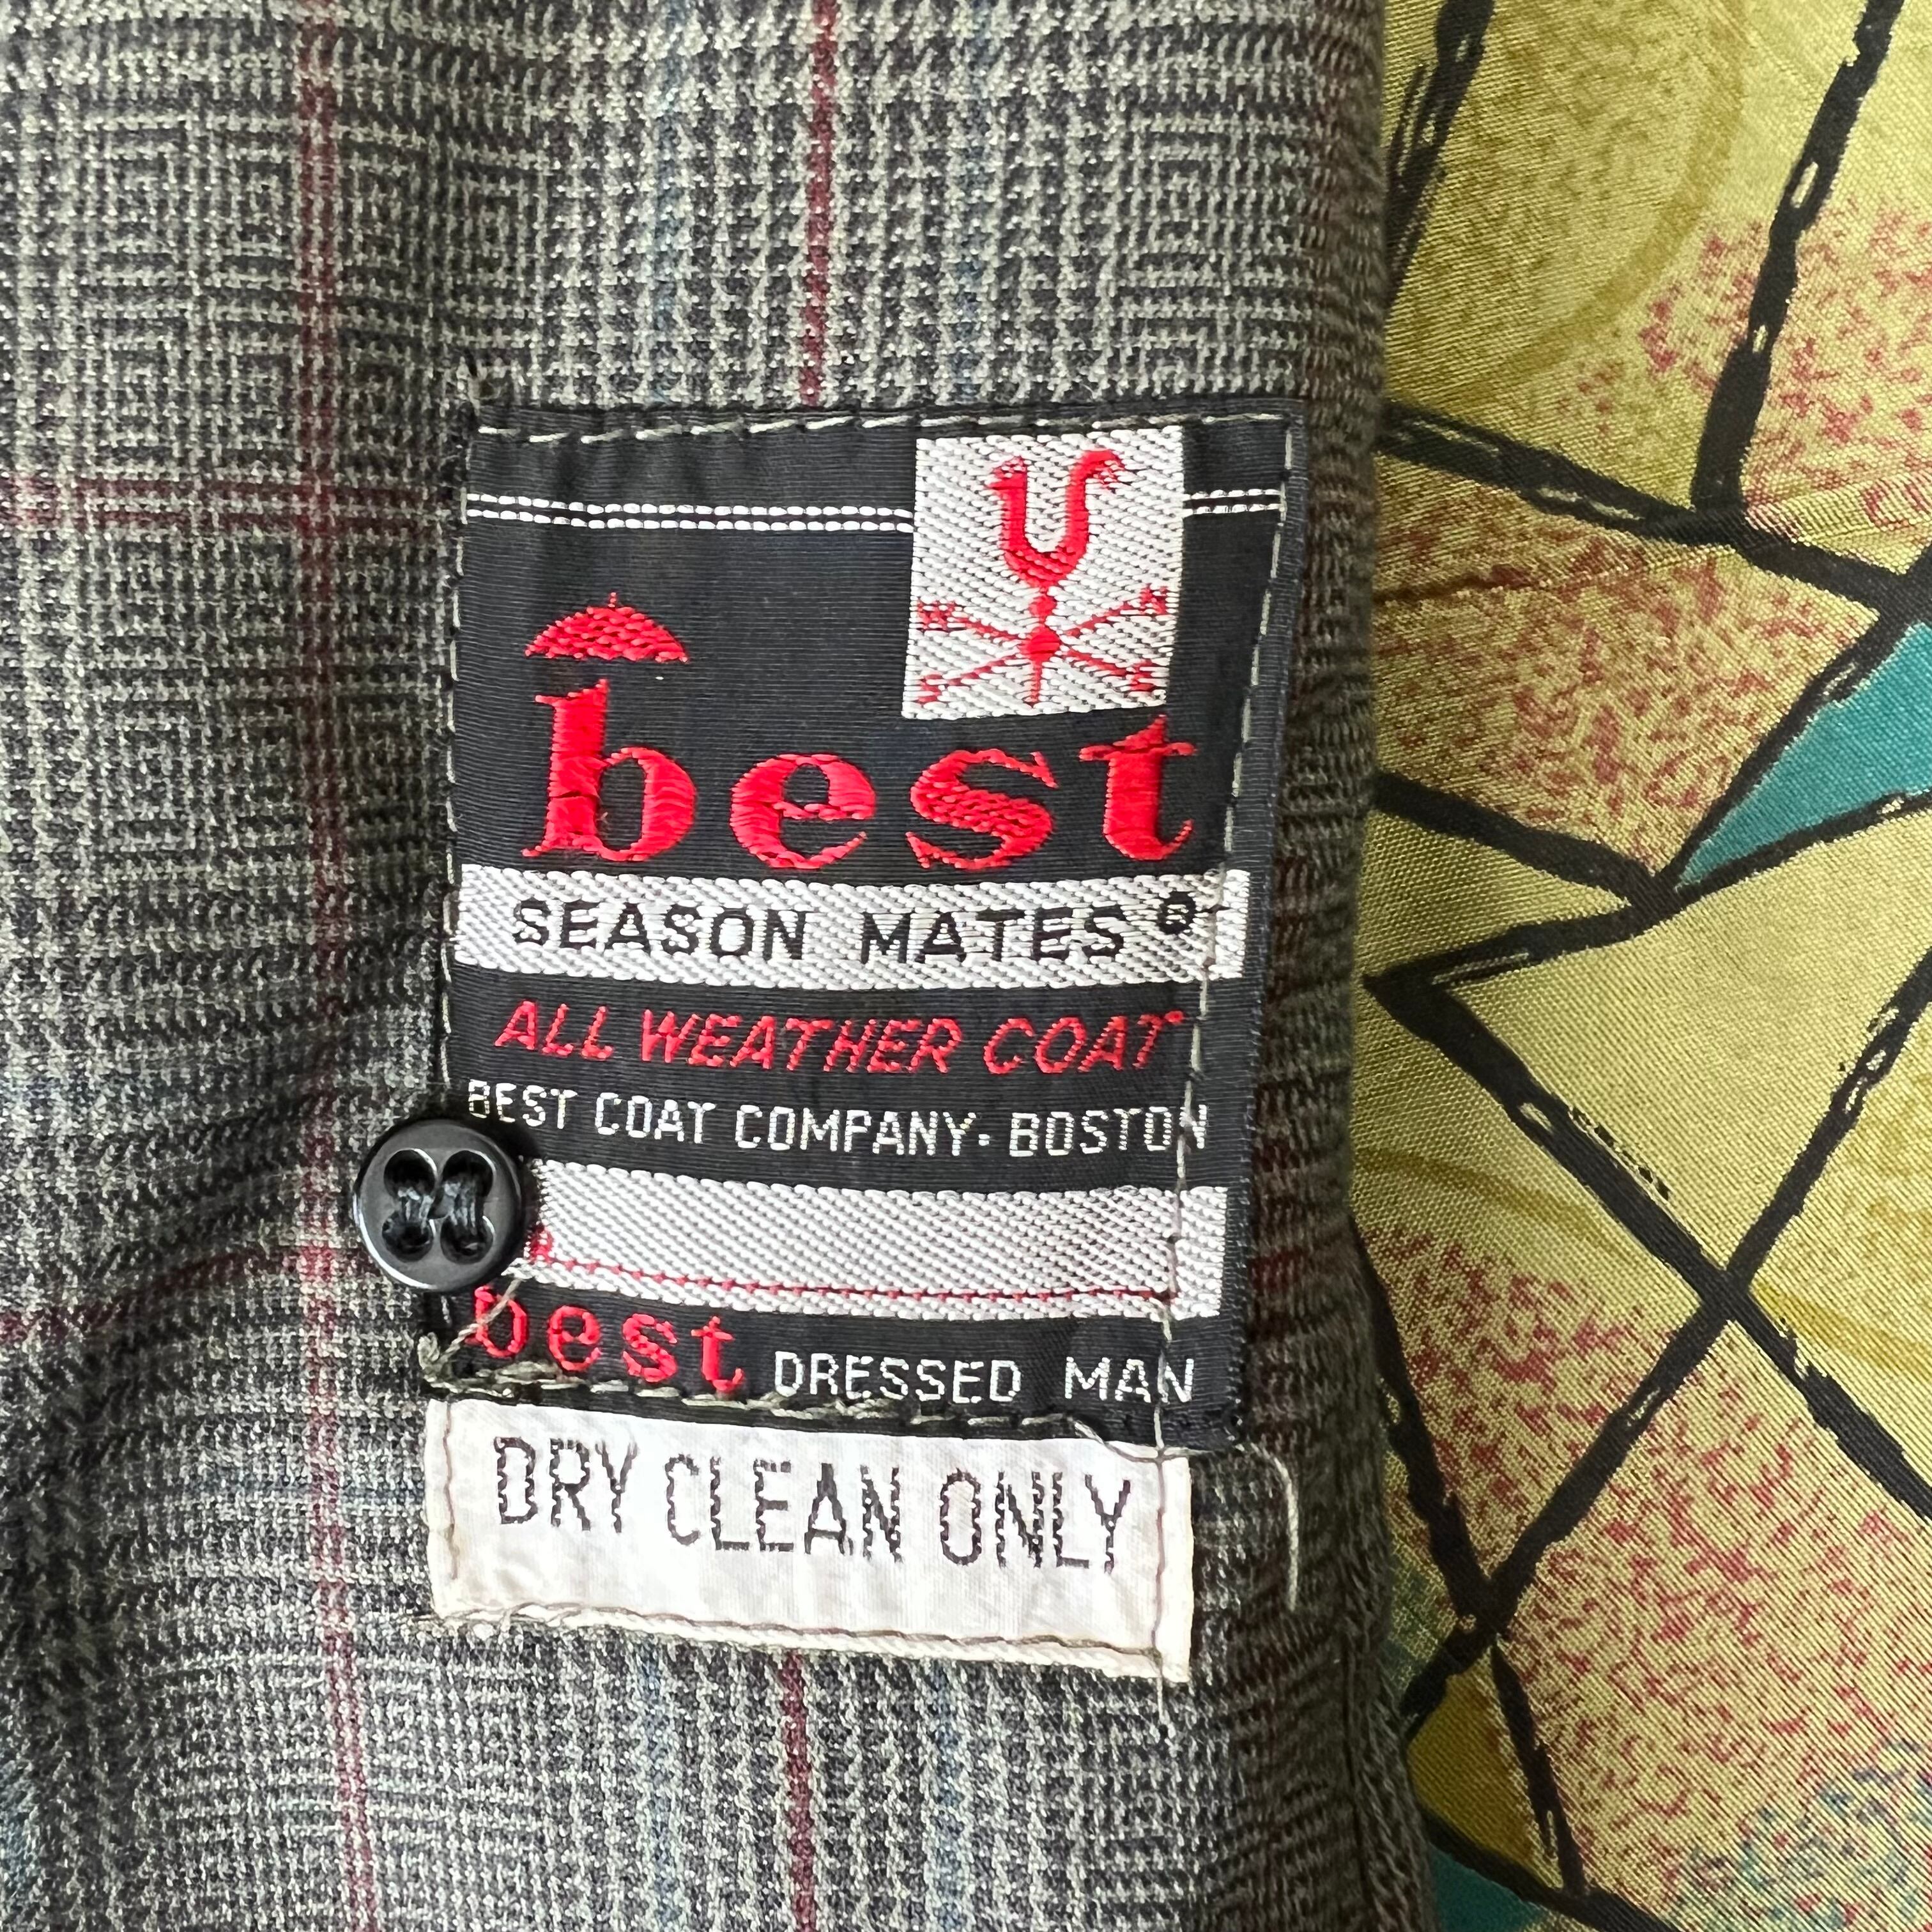 best
SEASON MATES®
ALL WEATHER COAT
BEST COAT COMPANY · BOSTON
best DRESSED MAN
DRY CLEAN ONLY